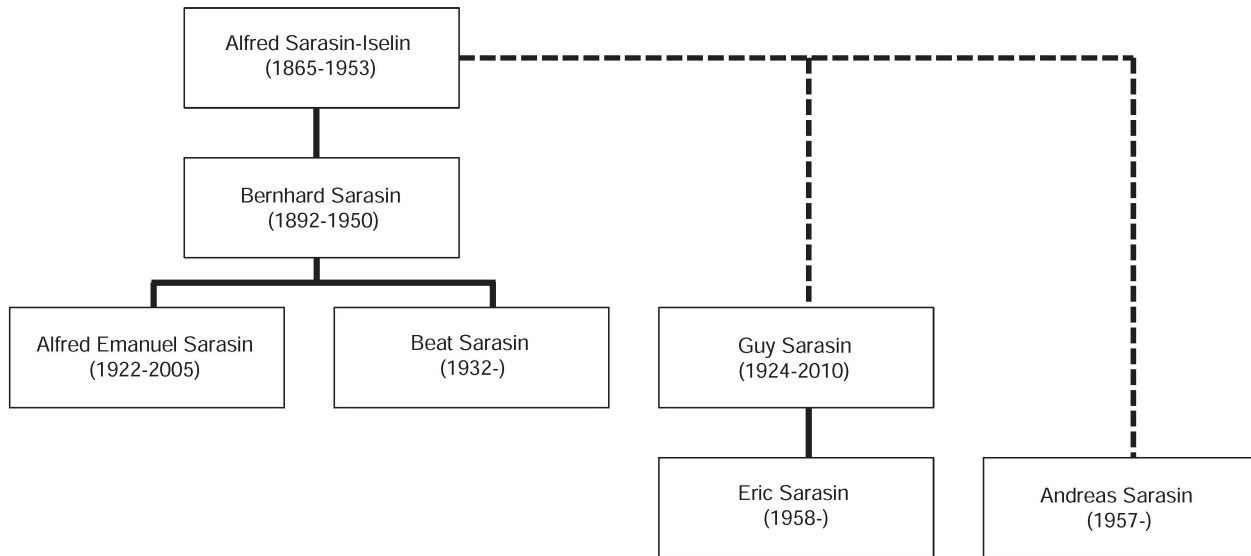 Alfred Sarasin-Iselin
(1865-1953)
Bernhard Sarasin
(1892-1950)
Alfred Emanuel Sarasin
(1922-2005)
Beat Sarasin
(1932-)
Guy Sarasin
(1924-2010)
Eric Sarasin
(1958-)
Andreas Sarasin
(1957-)